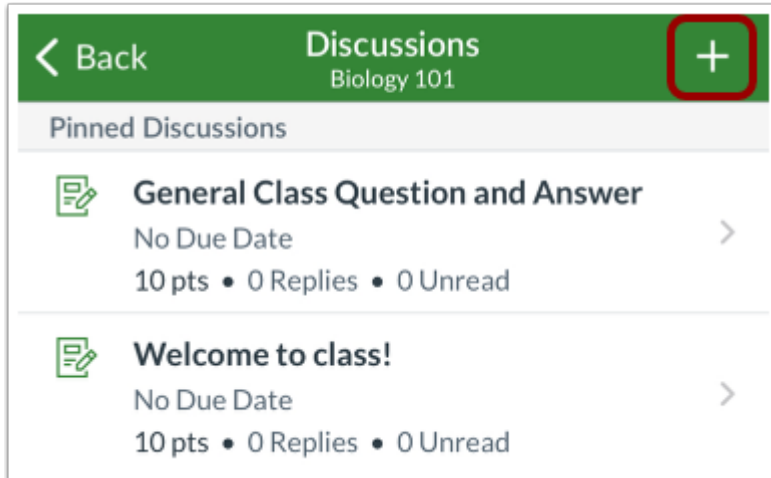 Back
Discussions
Biology 101
Pinned Discussions
General Class Question and Answer
No Due Date
10 pts • 0 Replies • 0 Unread
Welcome to class!
No Due Date
10 pts • 0 Replies • 0 Unread